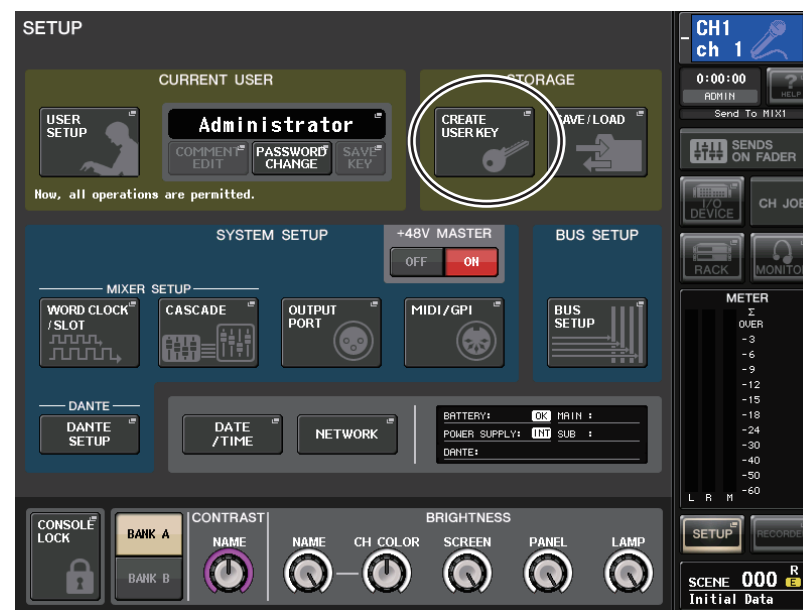 SETUP
CURRENT USER
USER
SETUP
Administrator
COMMENT
EDIT
PASSWORD
CHANGE
SAVE
KEY
Now, all operations are permitted.
STORAGE
CREATE
USER KEY
SAVE/LOAD
SYSTEM SETUP
+48V MASTER
OFF
ON
BUS SETUP
MIXER SETUP
WORD CLOCK
/SLOT
CASCADE
OUTPUT
PORT
MIDI/GPI
BUS
SETUP
DANTE
DANTE
SETUP
DATE
/TIME
NETWORK
BATTERY: OK MAIN :
POWER SUPPLY: INT SUB :
DANTE:
CONSOLE
LOCK
BANK A
BANK B
CONTRAST
NAME
BRIGHTNESS
NAME
CH COLOR
SCREEN
PANEL
LAMP
CH1
ch 1
0:00:00
ADMIN
?
HELP
Send To MIX1
SENDS
ON FADER
I/O
DEVICE
CH JOB
RACK
MONITO
METER
Σ
OVER
-3
-6
-9
-12
-15
-18
-24
-30
-40
-50
-60
L R M
SETUP
RECORDE
SCENE 000 R
E
Initial Data